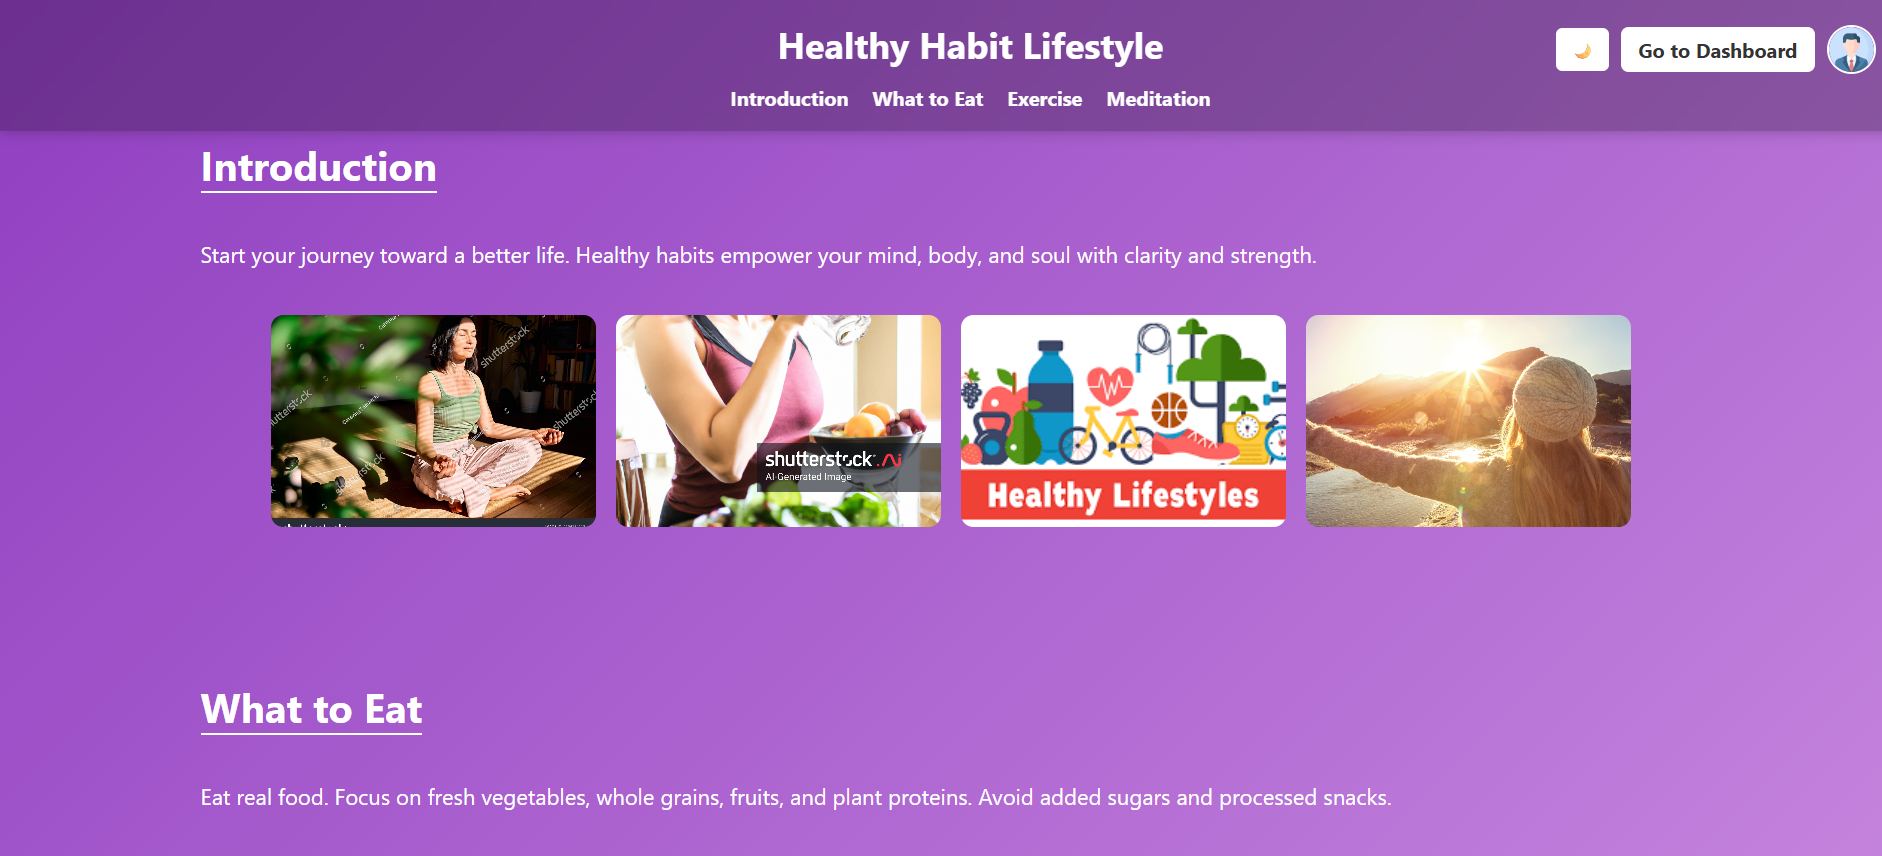 Healthy Habit Lifestyle
Go to Dashboard
Introduction What to Eat Exercise Meditation
Introduction
Start your journey toward a better life. Healthy habits empower your mind, body, and soul with clarity and strength.
shutterstock
shutterstock
shutterstock
shutterstock.AI
AI Generated Image
Healthy Lifestyles
What to Eat
Eat real food. Focus on fresh vegetables, whole grains, fruits, and plant proteins. Avoid added sugars and processed snacks.